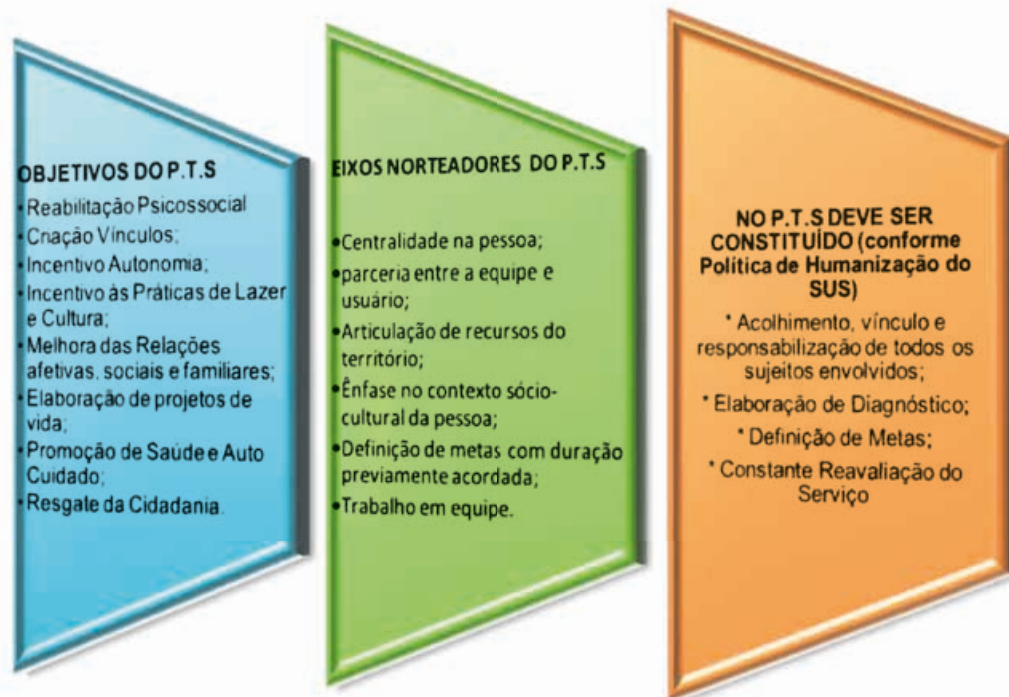 OBJETIVOS DO P.T.S
•Reabilitação Psicossocial
•Criação Vínculos;
•Incentivo Autonomia;
•Incentivo às Práticas de Lazer
e Cultura;
•Melhora das Relações
afetivas, sociais e familiares;
•Elaboração de projetos de
vida;
•Promoção de Saúde e Auto
Cuidado;
•Resgate da Cidadania.
EIXOS NORTEADORES DO P.T.S
•Centralidade na pessoa;
•parceria entre a equipe e
usuário;
•Articulação de recursos do
território;
•Ênfase no contexto sócio-
cultural da pessoa;
•Definição de metas com duração
previamente acordada;
•Trabalho em equipe.
NO P.T.S DEVE SER
CONSTITUÍDO (conforme
Política de Humanização do
SUS)
* Acolhimento, vínculo e
responsabilização de todos os
sujeitos envolvidos;
* Elaboração de Diagnóstico;
* Definição de Metas;
* Constante Reavaliação do
Serviço